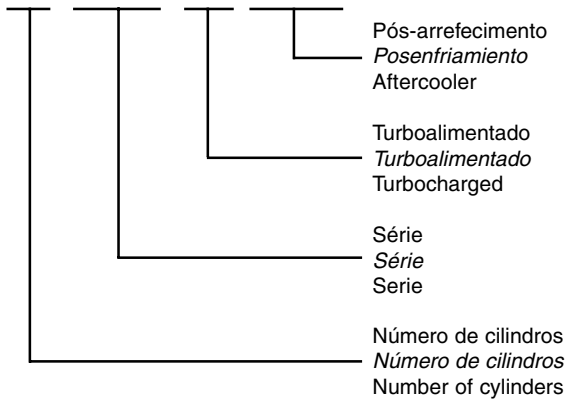 Pós-arrefecimento
Posenfriamiento
Aftercooler
Turboalimentado
Turboalimentado
Turbocharged
Série
Série
Serie
Número de cilindros
Número de cilindros
Number of cylinders